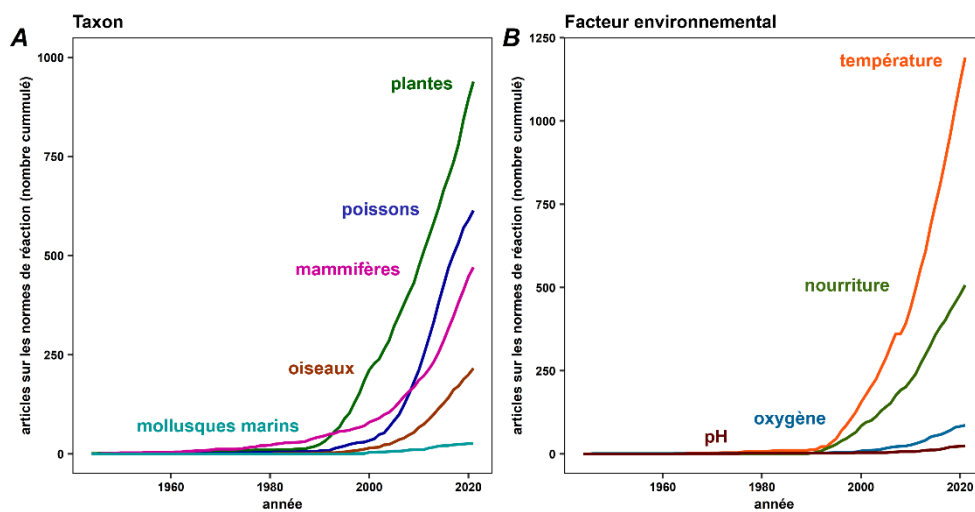 A
Taxon
articles sur les normes de réaction (nombre cummulé)
1000
750
500
250
0
plantes
poissons
mammifères
oiseaux
mollusques marins
1960
1980
2000
2020
année
B
Facteur environnemental
articles sur les normes de réaction (nombre cummulé)
1250
1000
750
500
250
0
température
nourriture
oxygène
pH
1960
1980
2000
2020
année